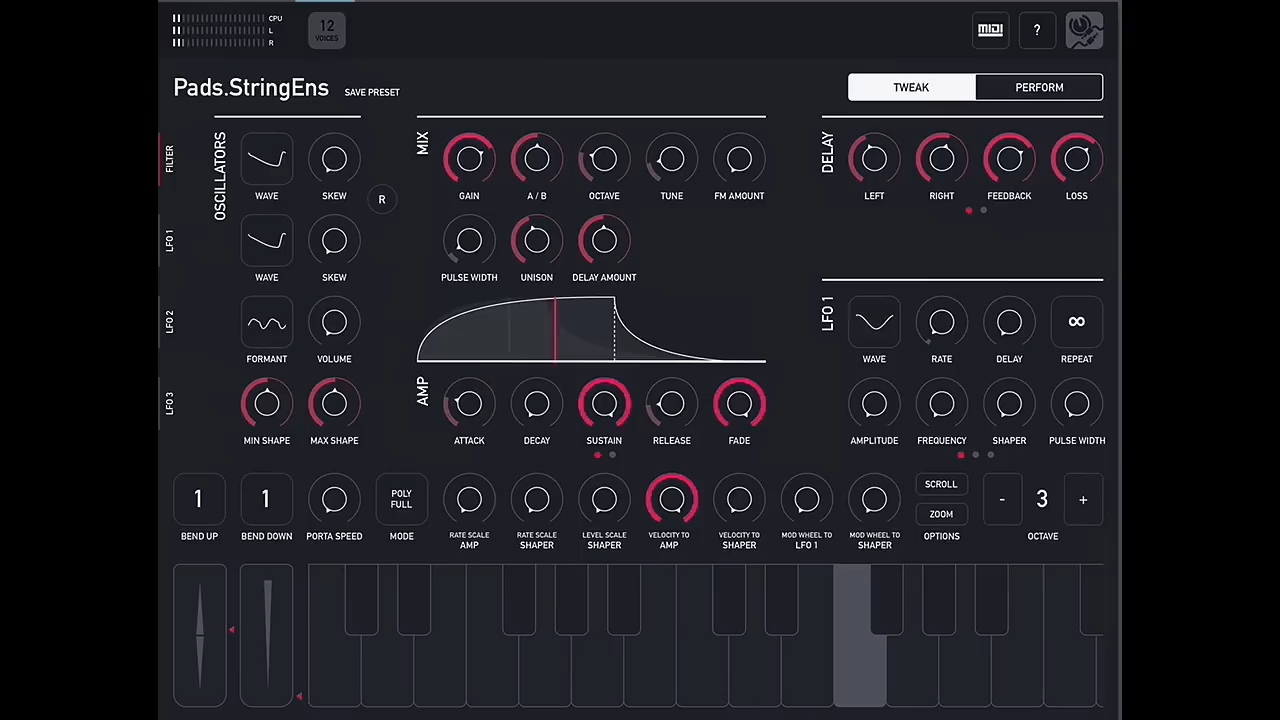 CPU
L
R
12
VOICES
MIDI
?
Pads.StringEns
SAVE PRESET
TWEAK
PERFORM
FILTER
LFO 1
LFO 2
LFO 3
OSCILLATORS
WAVE
SKEW
R
WAVE
SKEW
FORMANT
VOLUME
MIN SHAPE
MAX SHAPE
MIX
GAIN
A / B
OCTAVE
TUNE
FM AMOUNT
PULSE WIDTH
UNISON
DELAY AMOUNT
AMP
ATTACK
DECAY
SUSTAIN
RELEASE
FADE
DELAY
LEFT
RIGHT
FEEDBACK
LOSS
LFO 1
WAVE
RATE
DELAY
∞
REPEAT
AMPLITUDE
FREQUENCY
SHAPER
PULSE WIDTH
1
BEND UP
1
BEND DOWN
PORTA SPEED
POLY
FULL
MODE
RATE SCALE
AMP
RATE SCALE
SHAPER
LEVEL SCALE
SHAPER
VELOCITY TO
AMP
VELOCITY TO
SHAPER
MOD WHEEL TO
LFO 1
MOD WHEEL TO
SHAPER
SCROLL
ZOOM
OPTIONS
- 3 +
OCTAVE